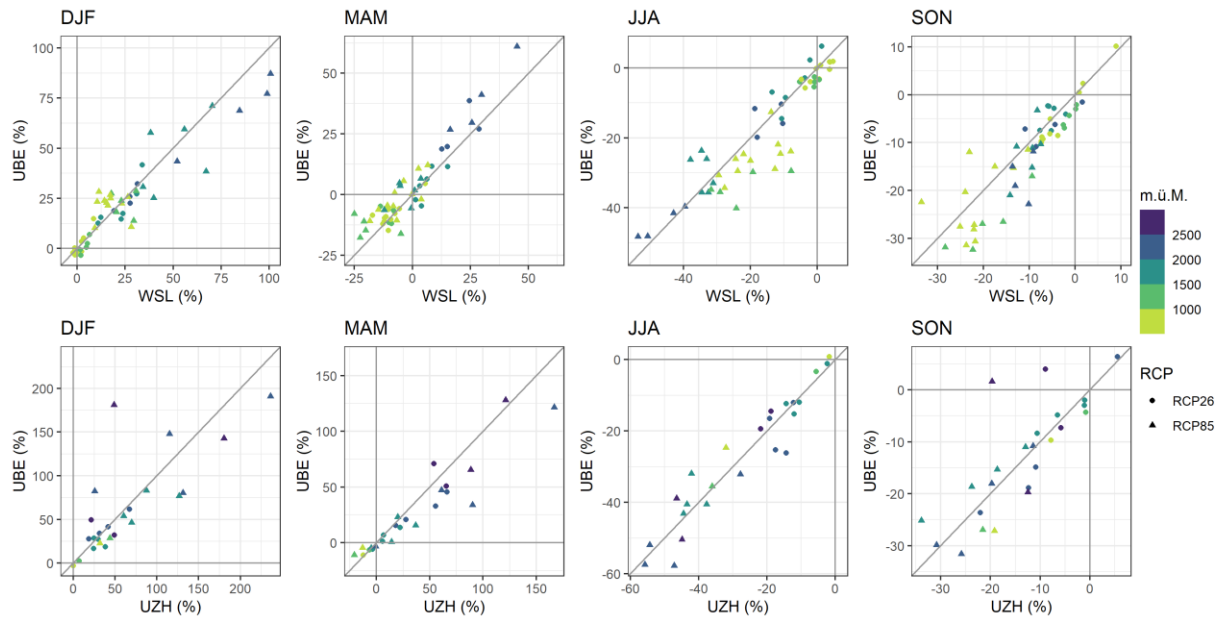 DJF
MAM
JJA
SON
100
75
50
25
0
UBE (%)
0 25 50 75 100
WSL (%)
50
25
0
-25
UBE (%)
-25 0 25 50
WSL (%)
0
-20
-40
UBE (%)
-40 -20 0
WSL (%)
10
0
-10
-20
-30
UBE (%)
-30 -20 -10 0 10
WSL (%)
m.ü.M.
2500
2000
1500
1000
DJF
MAM
JJA
SON
200
150
100
50
0
UBE (%)
0 50 100 150 200
UZH (%)
150
100
50
0
UBE (%)
0 50 100 150
UZH (%)
0
-20
-40
-60
UBE (%)
-60 -40 -20 0
UZH (%)
0
-10
-20
-30
UBE (%)
-30 -20 -10 0
UZH (%)
RCP
RCP26
RCP85